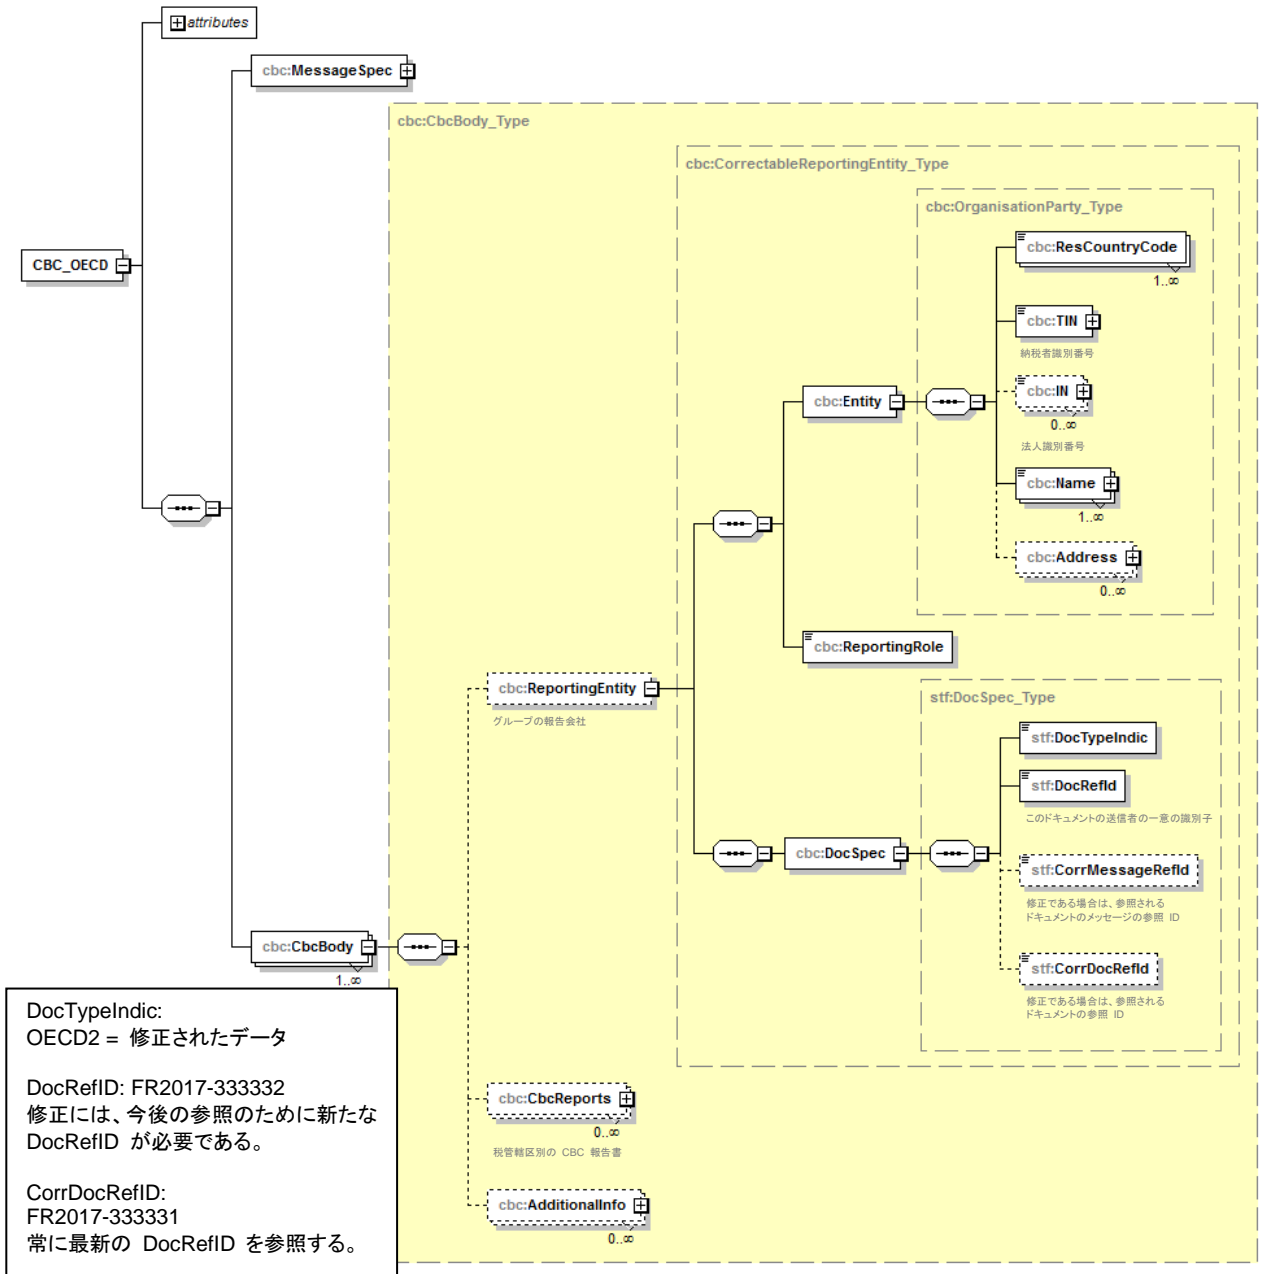 attributes
cbc:MessageSpec
cbc:CbcBody_Type
cbc:CorrectableReportingEntity_Type
cbc:OrganisationParty_Type
cbc:ResCountryCode
1..∞
CBC_OECD
cbc:TIN
納税者識別番号
cbc:IN
0..∞
法人識別番号
cbc:Entity
cbc:Name
1..∞
cbc:Address
0..∞
cbc:ReportingRole
cbc:ReportingEntity
グループの報告会社
stf:DocSpec_Type
stf:DocTypeIndic
stf:DocRefId
このドキュメントの送信者の一意の識別子
cbc:DocSpec
stf:CorrMessageRefId
修正である場合は、参照される
ドキュメントのメッセージの参照 ID
stf:CorrDocRefId
修正である場合は、参照される
ドキュメントの参照 ID
cbc:CbcBody
1..∞
DocTypeIndic:
OECD2 = 修正されたデータ
DocRefID: FR2017-333332
修正には、今後の参照のために新たな
DocRefID が必要である。
CorrDocRefID:
FR2017-333331
常に最新の DocRefID を参照する。
cbc:CbcReports
0..∞
税管轄区別の CBC 報告書
cbc:AdditionalInfo
0..∞